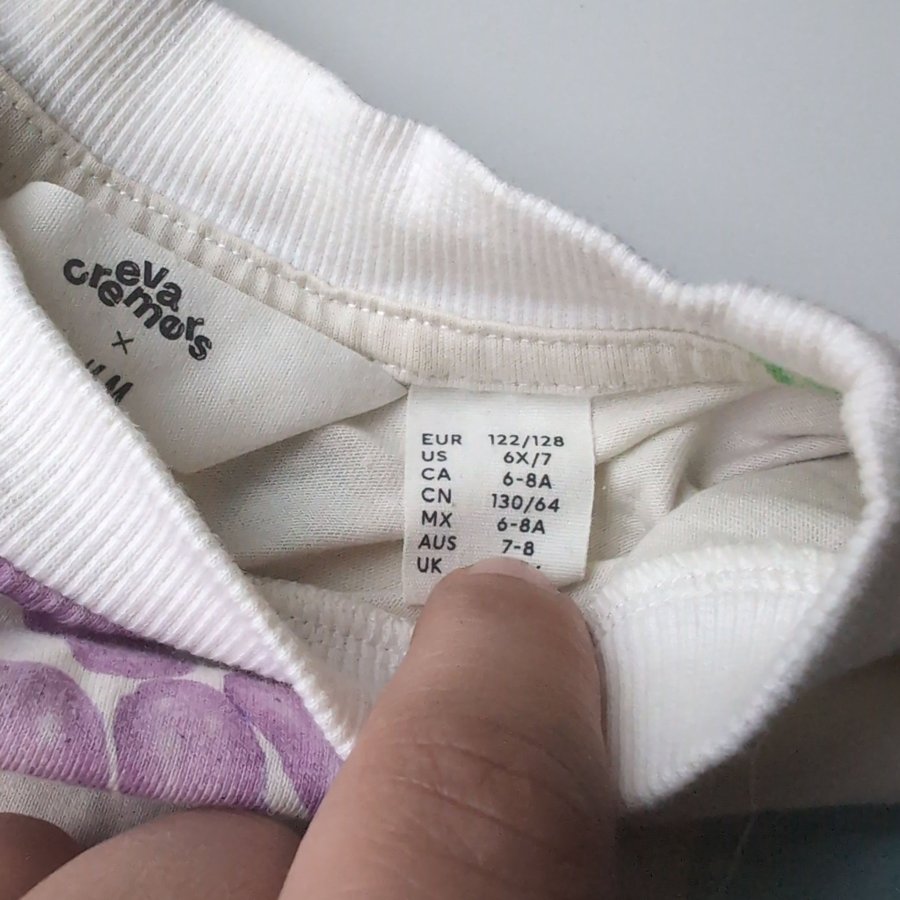 eva
cremers
x
EUR 122/128
US 6X/7
CA 6-8A
CN 130/64
MX 6-8A
AUS 7-8
UK